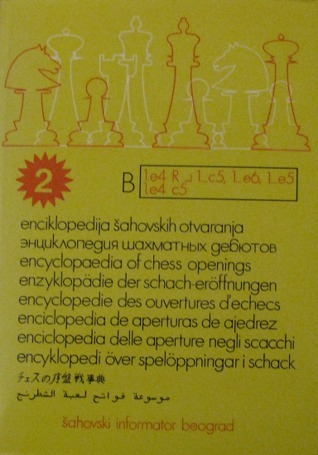 2
B
1.e4 R ┘ 1...c5, 1...e6, 1...e5
1.e4 c5
enciklopedija šahovskih otvaranja
энциклопедия шахматных дебютов
encyclopaedia of chess openings
enzyklopädie der schach-eröffnungen
encyclopedie des ouvertures d'echecs
enciclopedia de aperturas de ajedrez
enciclopedia delle aperture negli scacchi
encyklopedi över spelöppningar i schack
チェスの序盤戦事典
موسوعة فواتح لعبة الشطرنج
šahovski informator beograd